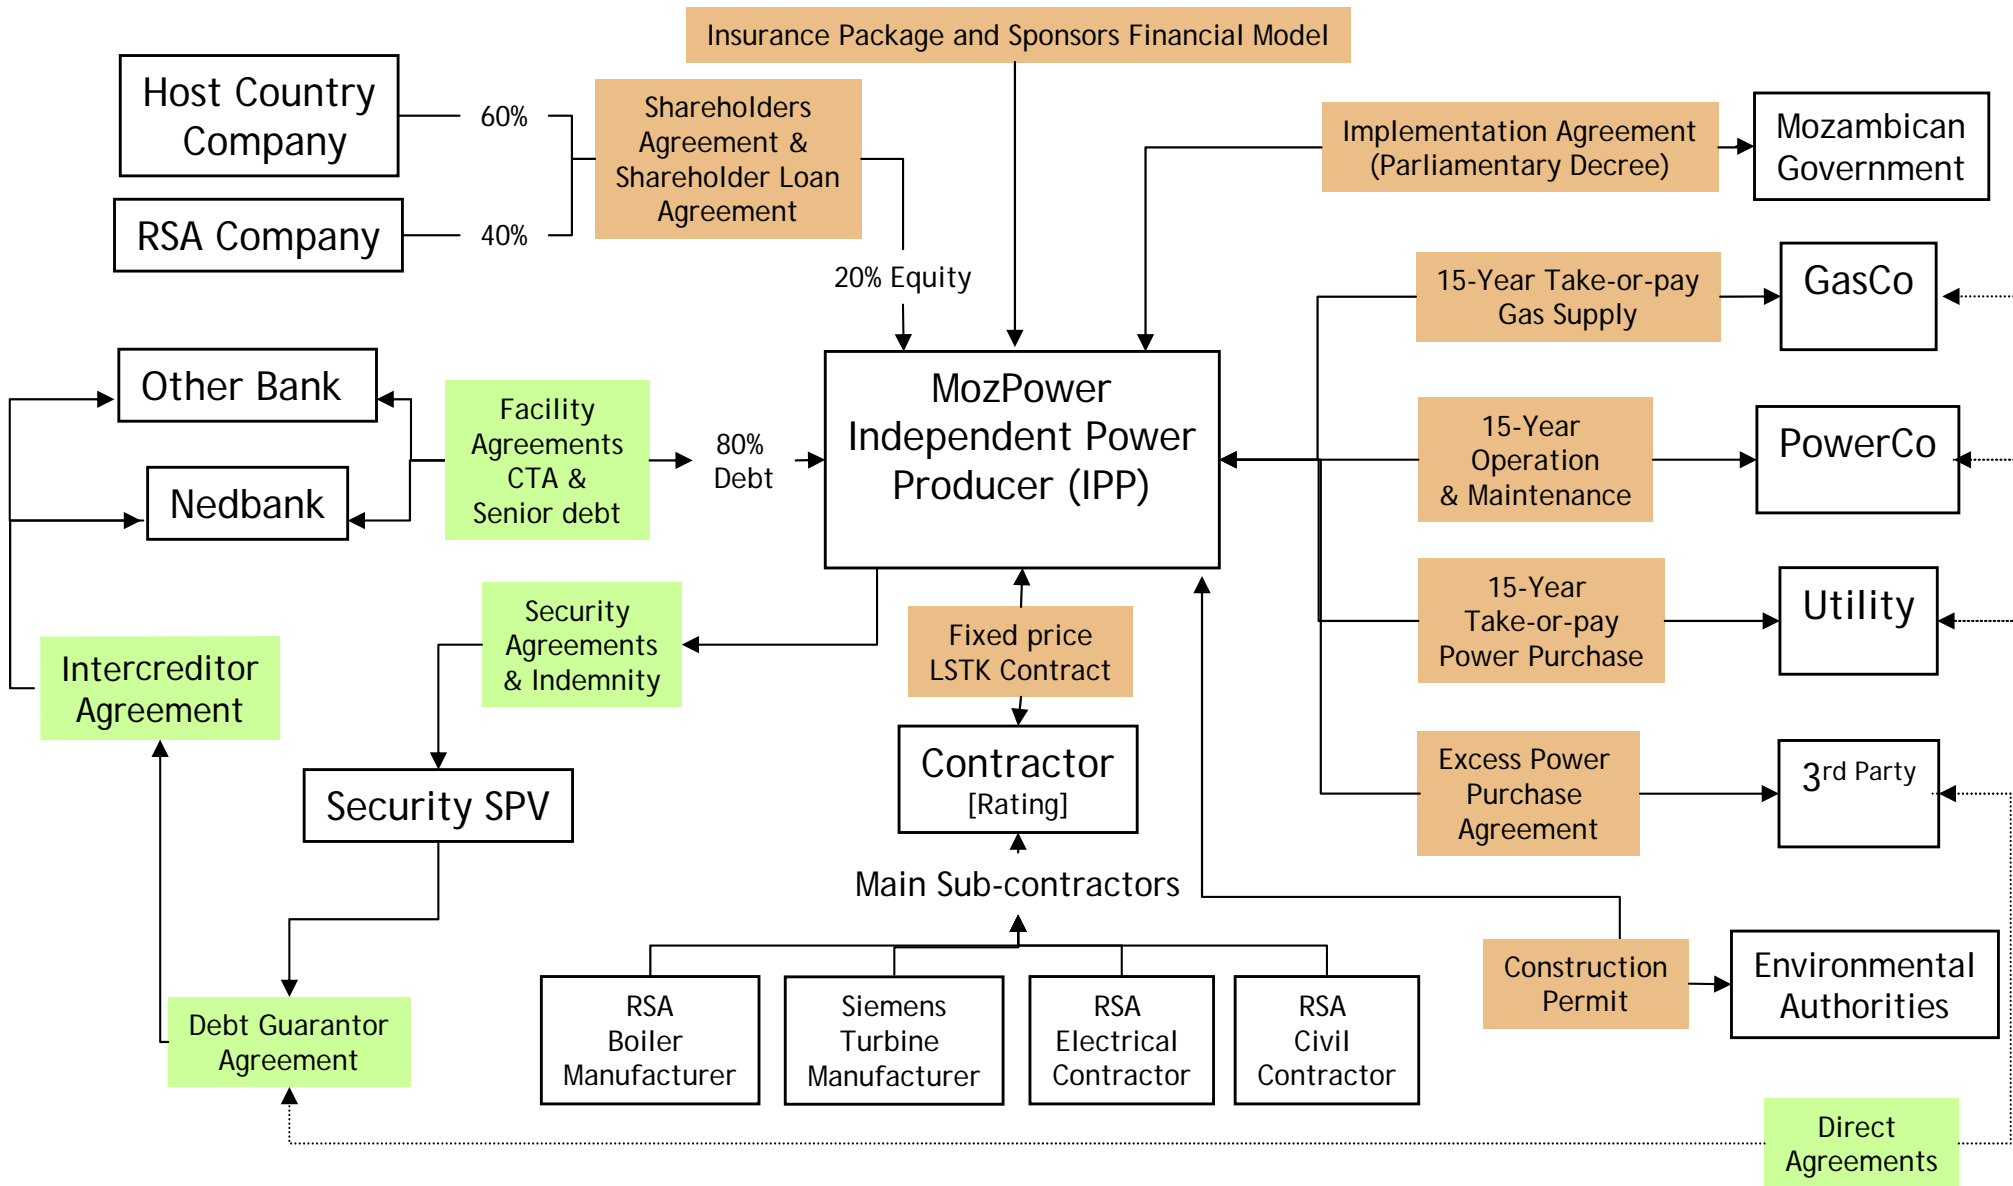 Insurance Package and Sponsors Financial Model
Host Country
Company
60%
Shareholders
Agreement &
Shareholder Loan
Agreement
RSA Company
40%
20% Equity
Implementation Agreement
(Parliamentary Decree)
Mozambican
Government
15-Year Take-or-pay
Gas Supply
GasCo
Other Bank
Nedbank
Facility
Agreements
CTA &
Senior debt
80%
Debt
MozPower
Independent Power
Producer (IPP)
15-Year
Operation
& Maintenance
PowerCo
15-Year
Take-or-pay
Power Purchase
Utility
Security
Agreements
& Indemnity
Fixed price
LSTK Contract
Intercreditor
Agreement
Security SPV
Contractor
[Rating]
Excess Power
Purchase
Agreement
3rd Party
Main Sub-contractors
Construction
Permit
Environmental
Authorities
Debt Guarantor
Agreement
RSA
Boiler
Manufacturer
Siemens
Turbine
Manufacturer
RSA
Electrical
Contractor
RSA
Civil
Contractor
Direct
Agreements